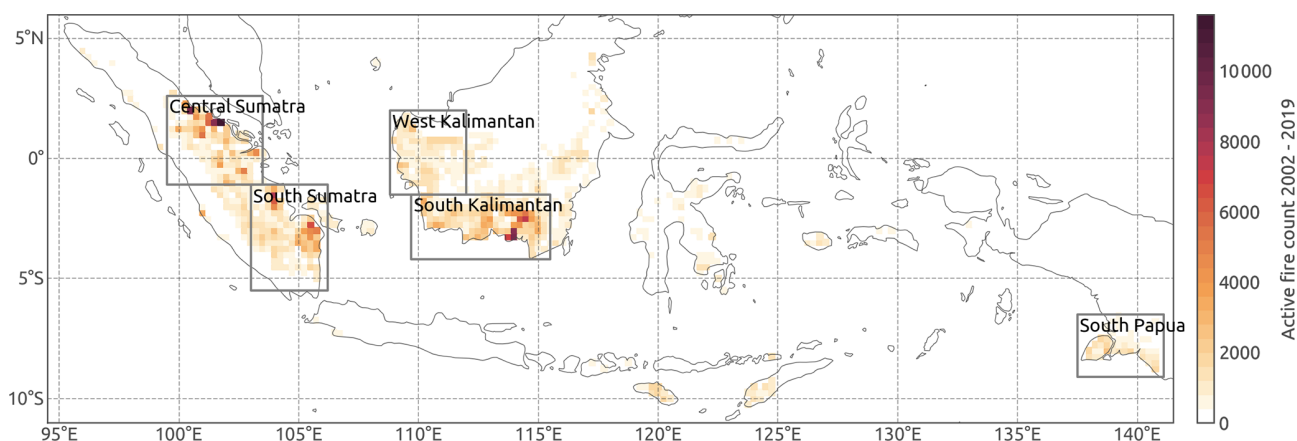 5°N
0°
5°S
10°S
95°E
100°E
105°E
110°E
115°E
120°E
125°E
130°E
135°E
140°E
Central Sumatra
West Kalimantan
South Sumatra
South Kalimantan
South Papua
10000
8000
6000
4000
2000
0
Active fire count 2002 - 2019